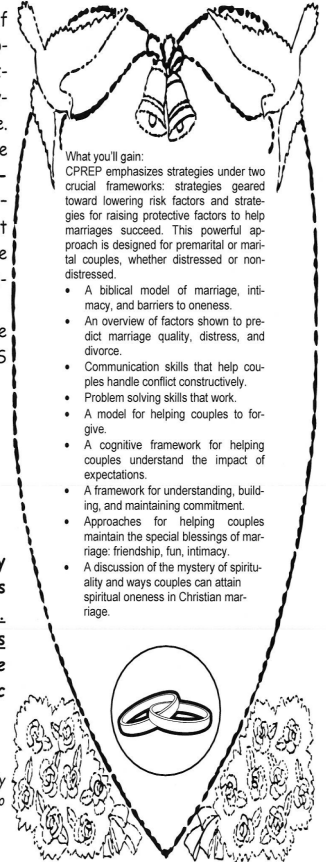 What you'll gain:
CPREP emphasizes strategies under two
crucial frameworks: strategies geared
toward lowering risk factors and strate-
gies for raising protective factors to help
marriages succeed. This powerful ap-
proach is designed for premarital or mari-
tal couples, whether distressed or non-
distressed.
• A biblical model of marriage, inti-
macy, and barriers to oneness.
• An overview of factors shown to pre-
dict marriage quality, distress, and
divorce.
• Communication skills that help cou-
ples handle conflict constructively.
• Problem solving skills that work.
• A model for helping couples to for-
give.
• A cognitive framework for helping
couples understand the impact of
expectations.
• A framework for understanding, build-
ing, and maintaining commitment.
• Approaches for helping couples
maintain the special blessings of mar-
riage: friendship, fun, intimacy.
• A discussion of the mystery of spiritu-
ality and ways couples can attain
spiritual oneness in Christian mar-
riage.